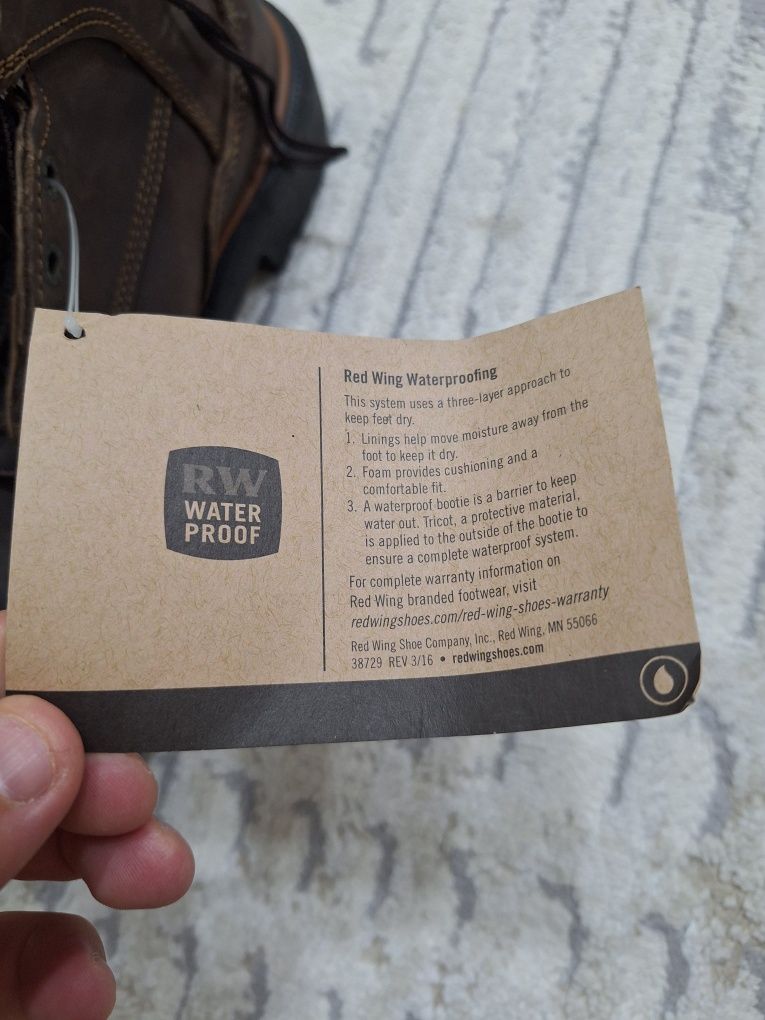 RW
WATER
PROOF
Red Wing Waterproofing
This system uses a three-layer approach to
keep feet dry.
1. Linings help move moisture away from the
foot to keep it dry.
2. Foam provides cushioning and a
comfortable fit.
3. A waterproof bootie is a barrier to keep
water out. Tricot, a protective material,
is applied to the outside of the bootie to
ensure a complete waterproof system.
For complete warranty information on
Red Wing branded footwear, visit
redwingshoes.com/red-wing-shoes-warranty
Red Wing Shoe Company, Inc., Red Wing, MN 55066
38729 REV 3/16 • redwingshoes.com